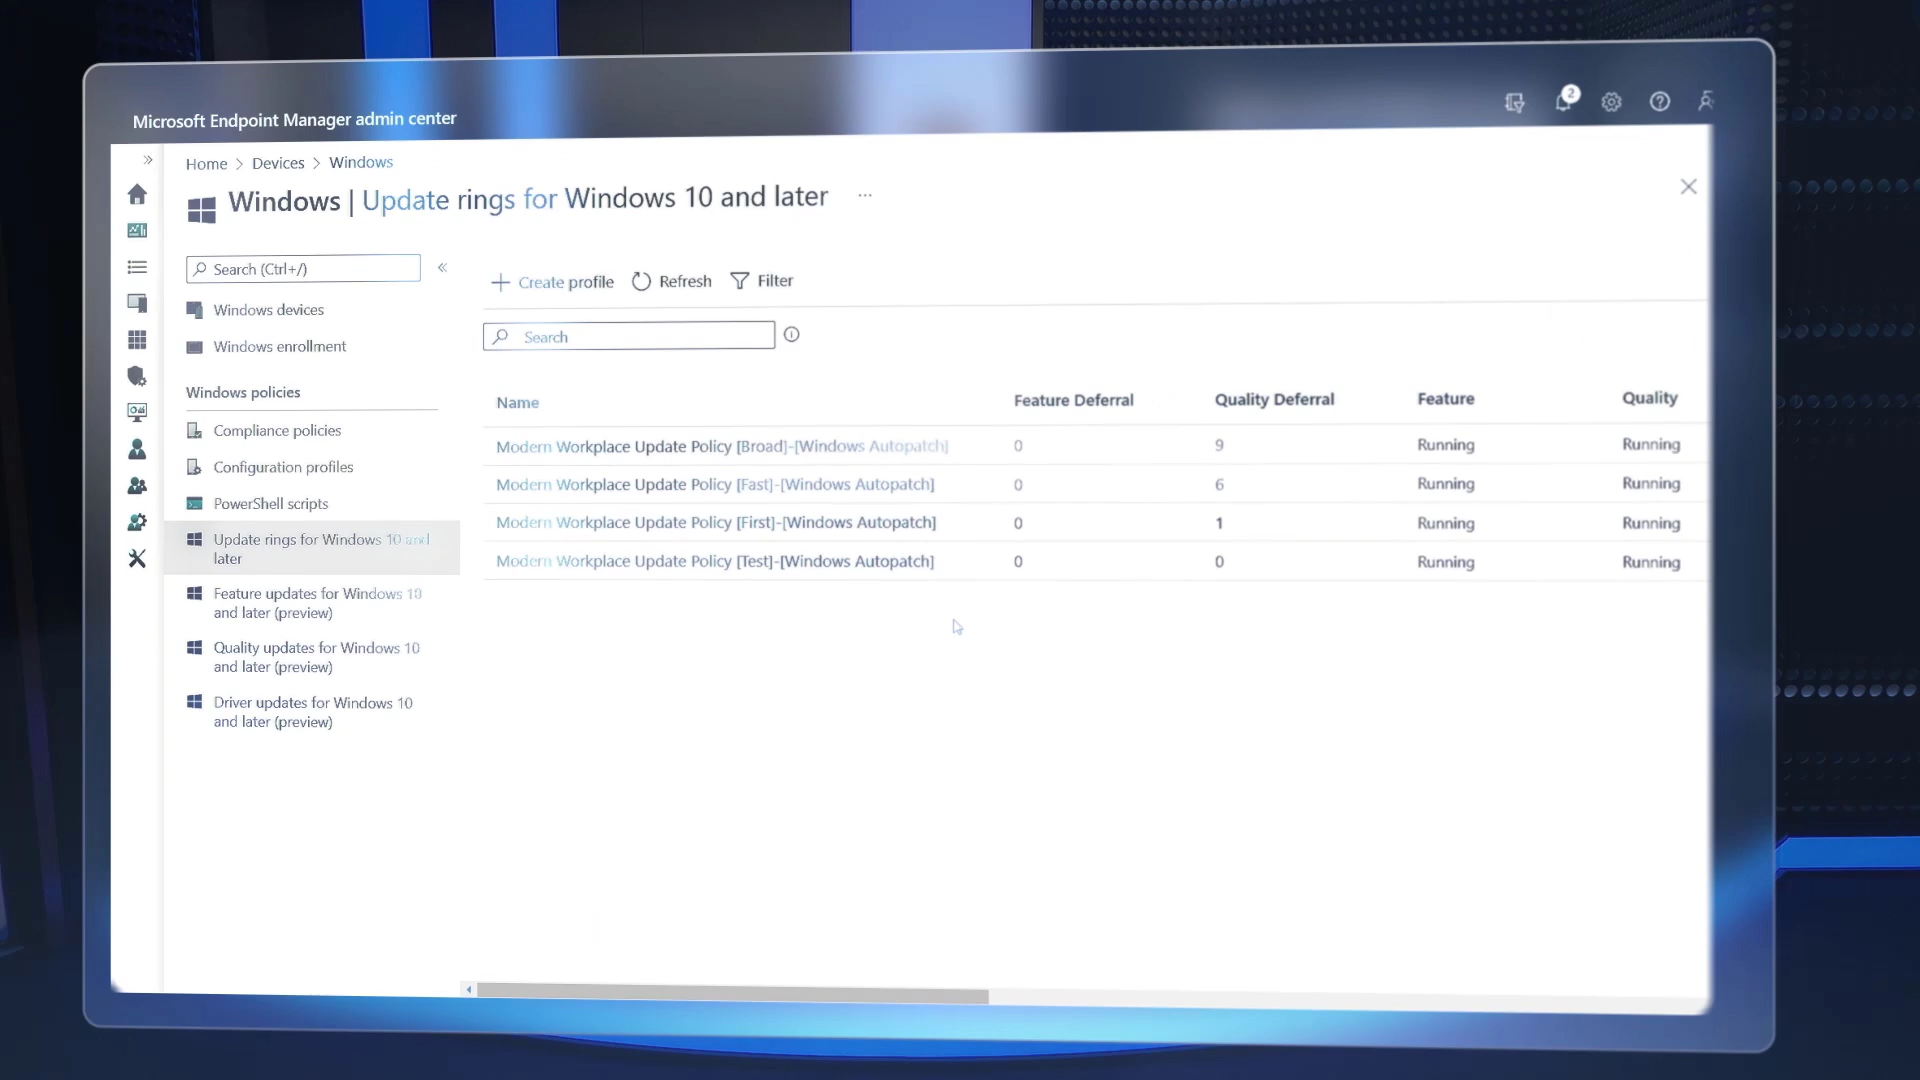 Microsoft Endpoint Manager admin center
2
Home > Devices > Windows
Windows | Update rings for Windows 10 and later ...
Search (Ctrl+/)
Windows devices
Windows enrollment
Windows policies
Compliance policies
Configuration profiles
PowerShell scripts
Update rings for Windows 10 and
later
Feature updates for Windows 10
and later (preview)
Quality updates for Windows 10
and later (preview)
Driver updates for Windows 10
and later (preview)
Create profile Refresh Filter
Search
Name Feature Deferral Quality Deferral Feature Quality
Modern Workplace Update Policy [Broad]-[Windows Autopatch] 0 9 Running Running
Modern Workplace Update Policy [Fast]-[Windows Autopatch] 0 6 Running Running
Modern Workplace Update Policy [First]-[Windows Autopatch] 0 1 Running Running
Modern Workplace Update Policy [Test]-[Windows Autopatch] 0 0 Running Running